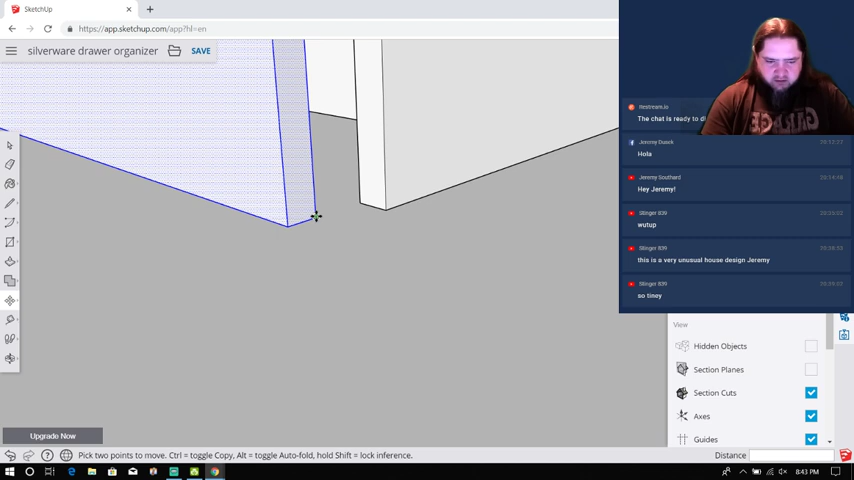 SketchUp
https://app.sketchup.com/app?hl=en
silverware drawer organizer
SAVE
Restream.io
The chat is ready to di
Jeremy Dueck
Hola
Jeremy Southard
Hey Jeremy!
Stinger 839
wutup
Stinger 839
this is a very unusual house design Jeremy
Stinger 839
so tiney
View
Hidden Objects
Section Planes
Section Cuts
Axes
Guides
Upgrade Now
Pick two points to move. Ctrl = toggle Copy, Alt = toggle Auto-fold, hold Shift = lock inference.
Distance
8:43 PM